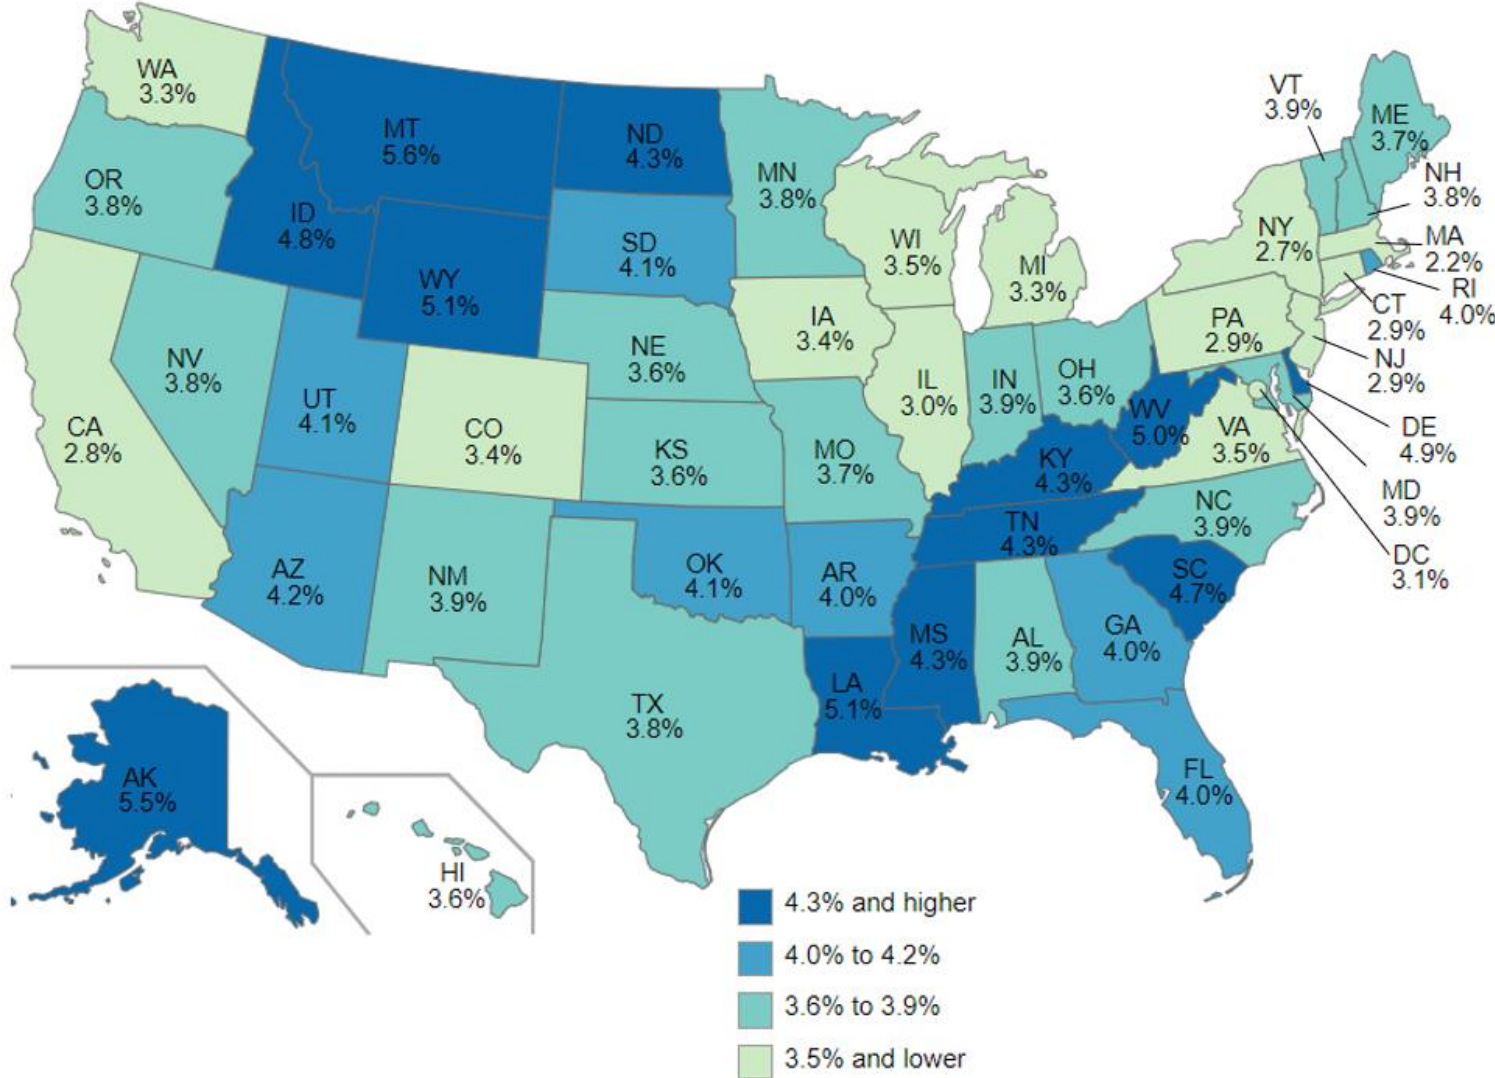 WA
3.3%
MT
5.6%
ND
4.3%
MN
3.8%
VT
3.9%
ME
3.7%
OR
3.8%
ID
4.8%
WY
5.1%
SD
4.1%
WI
3.5%
MI
3.3%
NY
2.7%
NH
3.8%
MA
2.2%
RI
4.0%
CT
2.9%
NJ
2.9%
PA
2.9%
IA
3.4%
NE
3.6%
NV
3.8%
UT
4.1%
CA
2.8%
CO
3.4%
KS
3.6%
MO
3.7%
IL
3.0%
IN
3.9%
OH
3.6%
WV
5.0%
VA
3.5%
DE
4.9%
MD
3.9%
DC
3.1%
KY
4.3%
NC
3.9%
TN
4.3%
SC
4.7%
AZ
4.2%
NM
3.9%
OK
4.1%
AR
4.0%
MS
4.3%
AL
3.9%
GA
4.0%
LA
5.1%
TX
3.8%
FL
4.0%
AK
5.5%
HI
3.6%
4.3% and higher
4.0% to 4.2%
3.6% to 3.9%
3.5% and lower